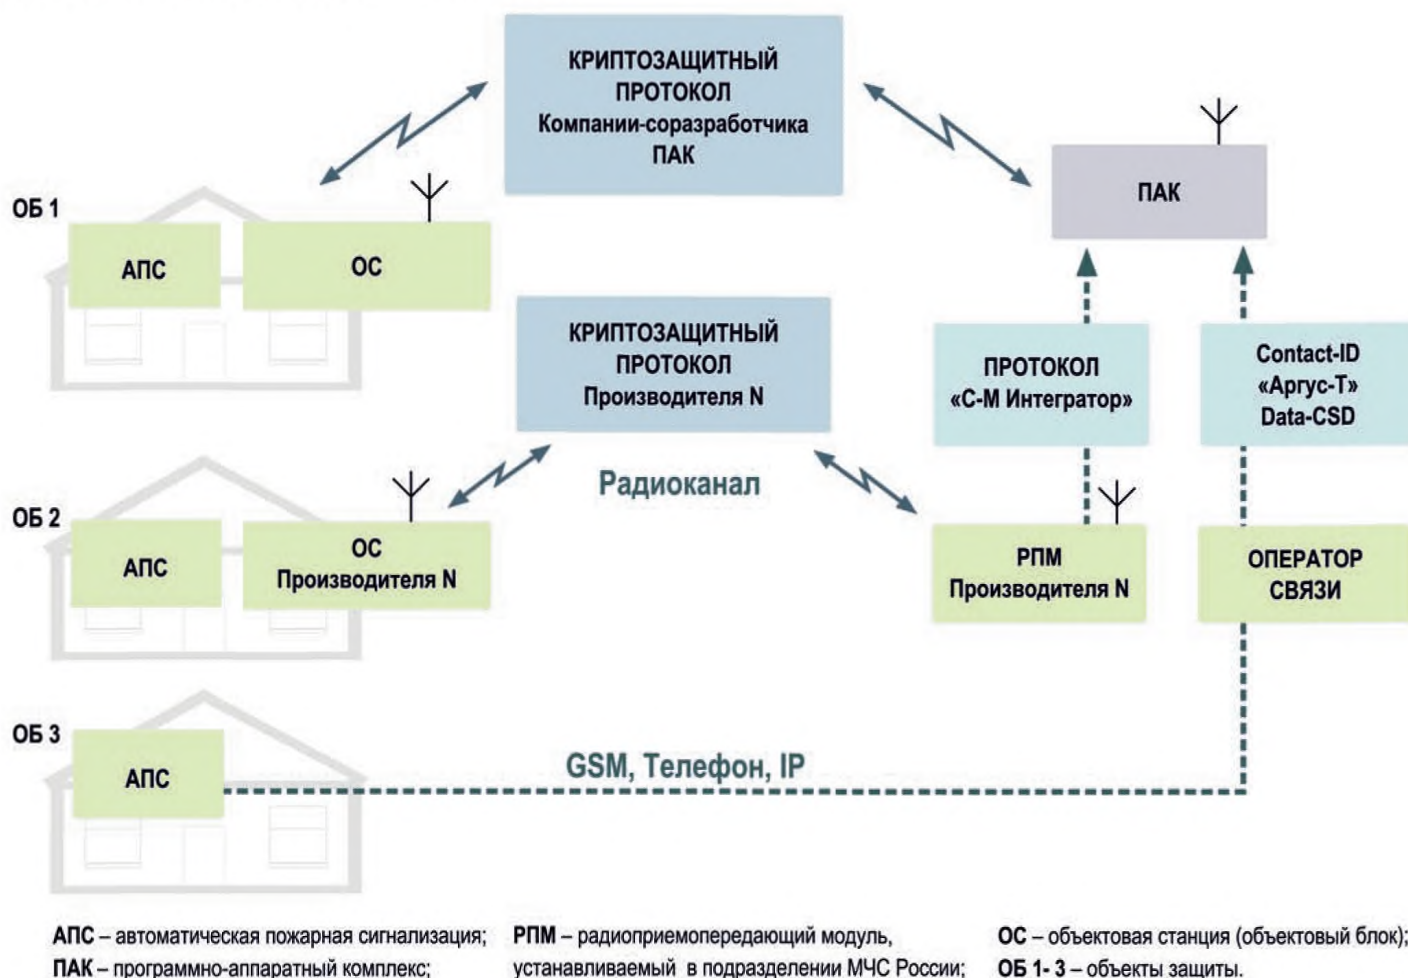 КРИПТОЗАЩИТНЫЙ
ПРОТОКОЛ
Компании-соразработчика
ПАК
ПАК
ОБ 1
АПС
ОС
КРИПТОЗАЩИТНЫЙ
ПРОТОКОЛ
Производителя N
ПРОТОКОЛ
«С-М Интегратор»
Contact-ID
«Аргус-Т»
Data-CSD
Радиоканал
ОБ 2
АПС
ОС
Производителя N
РПМ
Производителя N
ОПЕРАТОР
СВЯЗИ
ОБ 3
АПС
GSM, Телефон, IP
АПС – автоматическая пожарная сигнализация;
ПАК – программно-аппаратный комплекс;
РПМ – радиоприемопередающий модуль,
устанавливаемый в подразделении МЧС России;
ОС – объектовая станция (объектовый блок);
ОБ 1- 3 – объекты защиты.